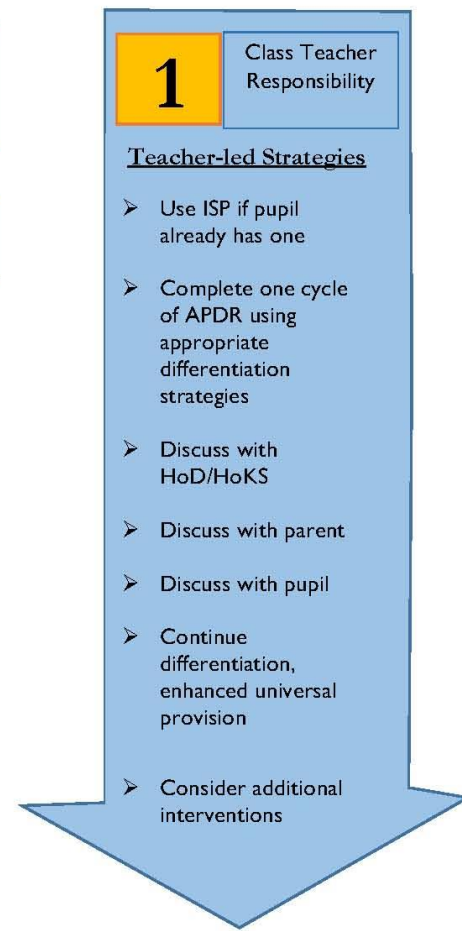 1
Class Teacher
Responsibility
Teacher-led Strategies
➢ Use ISP if pupil
already has one
➢ Complete one cycle
of APDR using
appropriate
differentiation
strategies
➢ Discuss with
HoD/HoKS
➢ Discuss with parent
➢ Discuss with pupil
➢ Continue
differentiation,
enhanced universal
provision
➢ Consider additional
interventions